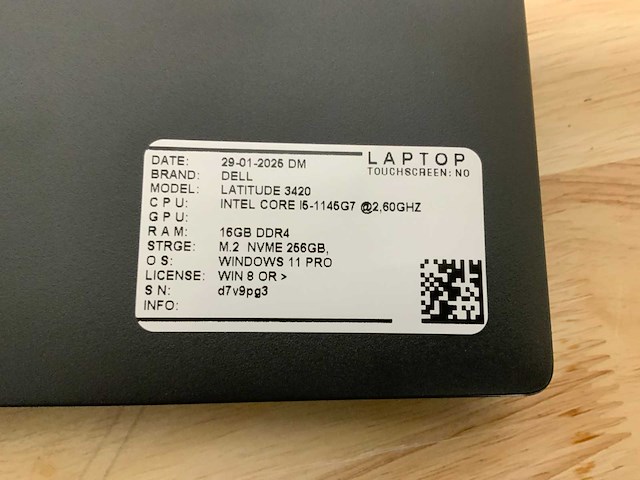 LAPTOP
TOUCHSCREEN: NO
DATE: 29-01-2025 DM
BRAND: DELL
MODEL: LATITUDE 3420
CPU: INTEL CORE I5-1145G7 @2,60GHZ
GPU:
RAM: 16GB DDR4
STRGE: M.2 NVME 256GB,
OS: WINDOWS 11 PRO
LICENSE: WIN 8 OR >
SN: d7v9pg3
INFO: